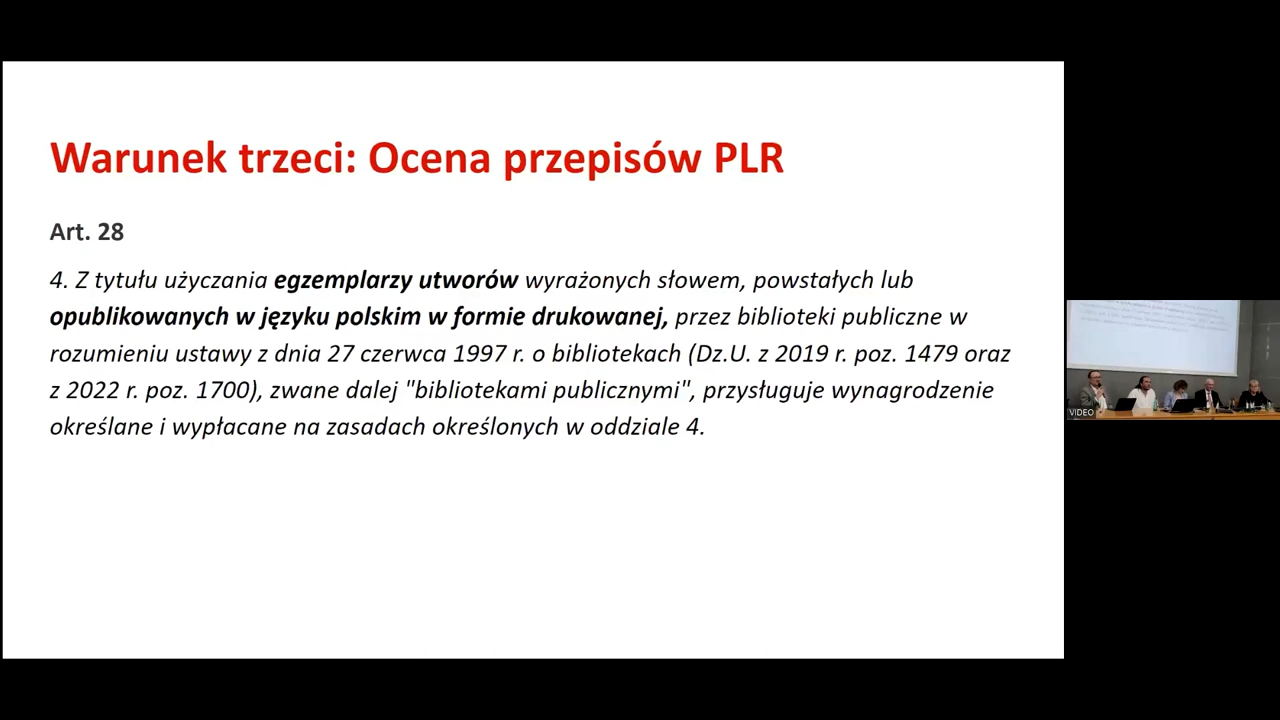 Warunek trzeci: Ocena przepisów PLR
Art. 28
4. Z tytułu użyczania egzemplarzy utworów wyrażonych słowem, powstałych lub
opublikowanych w języku polskim w formie drukowanej, przez biblioteki publiczne w
rozumieniu ustawy z dnia 27 czerwca 1997 r. o bibliotekach (Dz.U. z 2019 r. poz. 1479 oraz
z 2022 r. poz. 1700), zwane dalej "bibliotekami publicznymi", przysługuje wynagrodzenie
określane i wypłacane na zasadach określonych w oddziale 4.
VIDEO